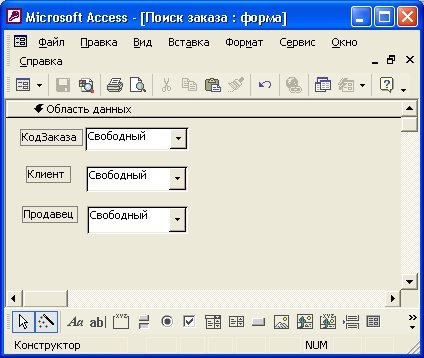 Microsoft Access - [Поиск заказа : форма]
Файл Правка Вид Вставка Формат Сервис Окно
Справка
Область данных
КодЗаказа Свободный
Клиент Свободный
Продавец Свободный
Aa ab| xyz
Конструктор NUM